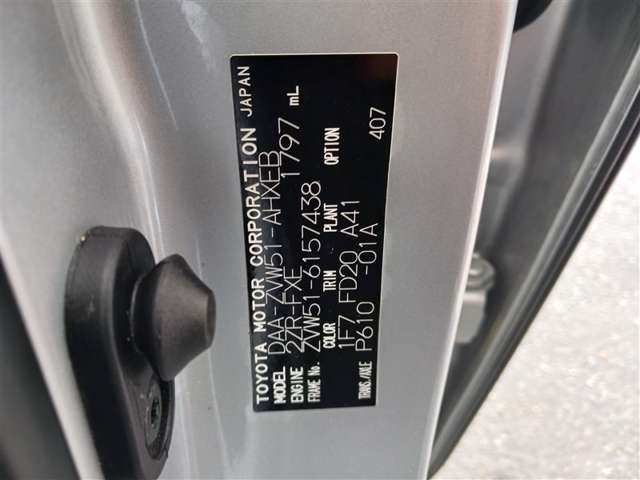 TOYOTA MOTOR CORPORATION JAPAN
MODEL DAA-ZVW51-AHXEB
ENGINE 2ZR-FXE 1797 mL
FRAME No. ZVW51-6157438
COLOR TRIM PLANT OPTION
1F7 FD20 A41 407
TRANS./AXLE P610 -01A